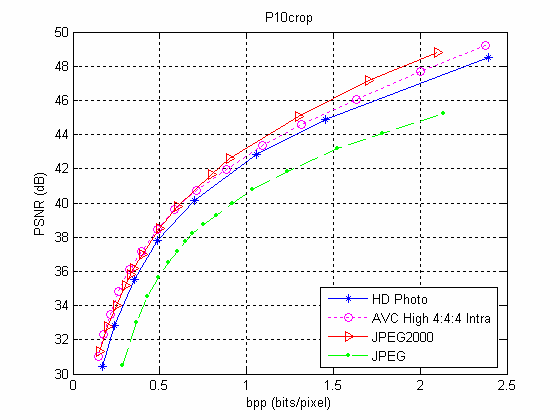 P10crop
PSNR (dB)
50
48
46
44
42
40
38
36
34
32
30
0
0.5
1
1.5
2
2.5
bpp (bits/pixel)
HD Photo
AVC High 4:4:4 Intra
JPEG2000
JPEG